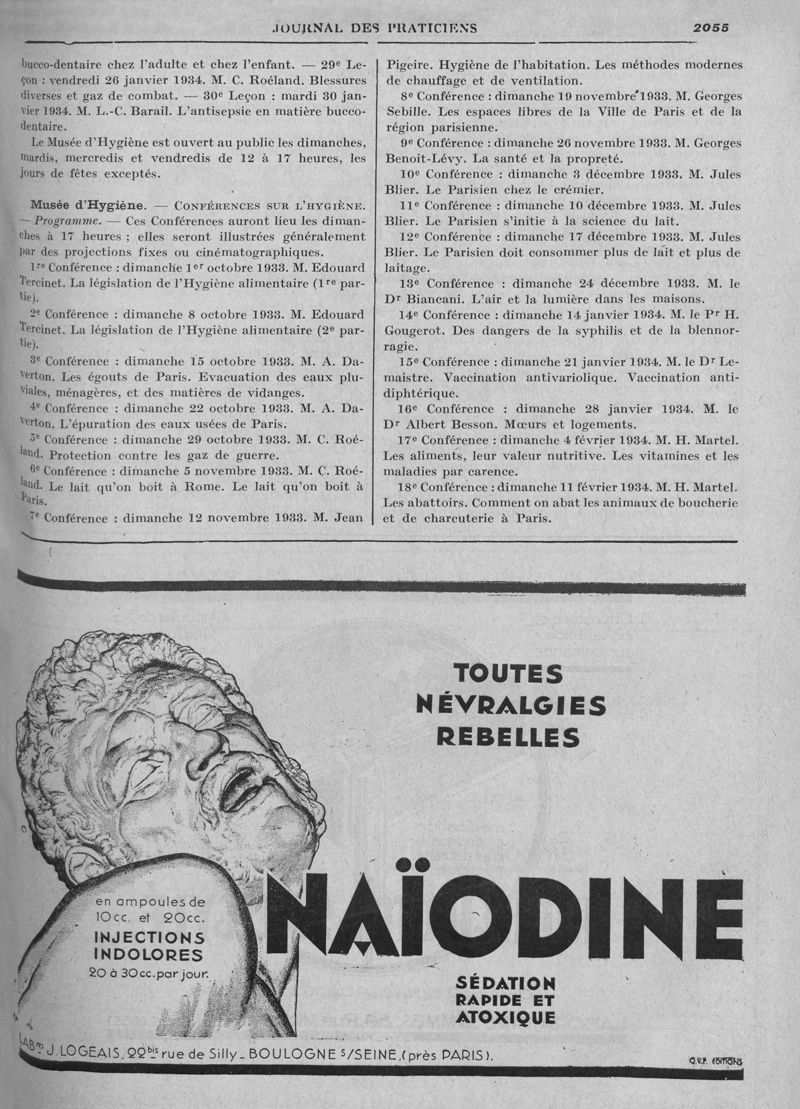 JOURNAL DES PRATICIENS 2055
bucco-dentaire chez l'adulte et chez l'enfant. — 29e Le-
çon : vendredi 26 janvier 1934. M. C. Roéland. Blessures
diverses et gaz de combat. — 30e Leçon : mardi 30 jan-
vier 1934. M. L.-C. Barail. L'antisepsie en matière bucco-
dentaire.
Le Musée d'Hygiène est ouvert au public les dimanches,
mardis, mercredis et vendredis de 12 à 17 heures, les
jours de fêtes exceptés.
Musée d'Hygiène. — CONFÉRENCES SUR L'HYGIÈNE.
— Programme. — Ces Conférences auront lieu les diman-
ches à 17 heures ; elles seront illustrées généralement
par des projections fixes ou cinématographiques.
1re Conférence : dimanche 1er octobre 1933. M. Edouard
Tercinet. La législation de l'Hygiène alimentaire (1re par-
tie).
2e Conférence : dimanche 8 octobre 1933. M. Edouard
Tercinet. La législation de l'Hygiène alimentaire (2e par-
tie).
3e Conférence : dimanche 15 octobre 1933. M. A. Da-
verton. Les égouts de Paris. Evacuation des eaux plu-
viales, ménagères, et des matières de vidanges.
4e Conférence : dimanche 22 octobre 1933. M. A. Da-
verton. L'épuration des eaux usées de Paris.
5e Conférence : dimanche 29 octobre 1933. M. C. Roé-
land. Protection contre les gaz de guerre.
6e Conférence : dimanche 5 novembre 1933. M. C. Roé-
land. Le lait qu'on boit à Rome. Le lait qu'on boit à
Paris.
7e Conférence : dimanche 12 novembre 1933. M. Jean
Pigeire. Hygiène de l'habitation. Les méthodes modernes
de chauffage et de ventilation.
8e Conférence : dimanche 19 novembre 1933. M. Georges
Sebille. Les espaces libres de la Ville de Paris et de la
région parisienne.
9e Conférence : dimanche 26 novembre 1933. M. Georges
Benoit-Lévy. La santé et la propreté.
10e Conférence : dimanche 3 décembre 1933. M. Jules
Blier. Le Parisien chez le crémier.
11e Conférence : dimanche 10 décembre 1933. M. Jules
Blier. Le Parisien s'initie à la science du lait.
12e Conférence : dimanche 17 décembre 1933. M. Jules
Blier. Le Parisien doit consommer plus de lait et plus de
laitage.
13e Conférence : dimanche 24 décembre 1933. M. le
Dr Biancani. L'air et la lumière dans les maisons.
14e Conférence : dimanche 14 janvier 1934. M. le Pr H.
Gougerot. Des dangers de la syphilis et de la blennor-
ragie.
15e Conférence : dimanche 21 janvier 1934. M. le Dr Le-
maistre. Vaccination antivariolique. Vaccination anti-
diphtérique.
16e Conférence : dimanche 28 janvier 1934. M. le
Dr Albert Besson. Mœurs et logements.
17e Conférence : dimanche 4 février 1934. M. H. Martel.
Les aliments, leur valeur nutritive. Les vitamines et les
maladies par carence.
18e Conférence : dimanche 11 février 1934. M. H. Martel.
Les abattoirs. Comment on abat les animaux de boucherie
et de charcuterie à Paris.
TOUTES
NÉVRALGIES
REBELLES
en ampoules de
10cc. et 20cc.
INJECTIONS
INDOLORES
20 à 30cc. par jour.
NAÏODINE
SÉDATION
RAPIDE ET
ATOXIQUE
LABres J. LOGEAIS, 22bis rue de Silly - BOULOGNE S/SEINE, (près PARIS).
O.V.P. EDITIONS